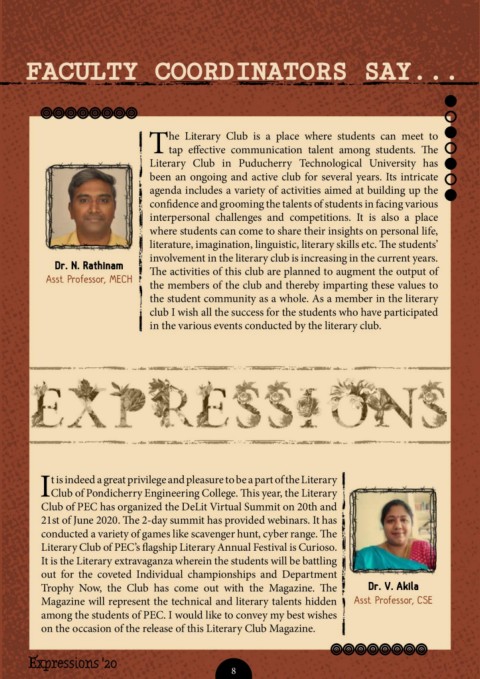 FACULTY COORDINATORS SAY...
The Literary Club is a place where students can meet to
tap effective communication talent among students. The
Literary Club in Puducherry Technological University has
been an ongoing and active club for several years. Its intricate
agenda includes a variety of activities aimed at building up the
confidence and grooming the talents of students in facing various
interpersonal challenges and competitions. It is also a place
where students can come to share their insights on personal life,
literature, imagination, linguistic, literary skills etc. The students’
involvement in the literary club is increasing in the current years.
The activities of this club are planned to augment the output of
the members of the club and thereby imparting these values to
the student community as a whole. As a member in the literary
club I wish all the success for the students who have participated
in the various events conducted by the literary club.
Dr. N. Rathinam
Asst. Professor, MECH
EXPRESSIONS
It is indeed a great privilege and pleasure to be a part of the Literary
Club of Pondicherry Engineering College. This year, the Literary
Club of PEC has organized the DeLit Virtual Summit on 20th and
21st of June 2020. The 2-day summit has provided webinars. It has
conducted a variety of games like scavenger hunt, cyber range. The
Literary Club of PEC’s flagship Literary Annual Festival is Curioso.
It is the Literary extravaganza wherein the students will be battling
out for the coveted Individual championships and Department
Trophy Now, the Club has come out with the Magazine. The
Magazine will represent the technical and literary talents hidden
among the students of PEC. I would like to convey my best wishes
on the occasion of the release of this Literary Club Magazine.
Dr. V. Akila
Asst. Professor, CSE
Expressions '20
8